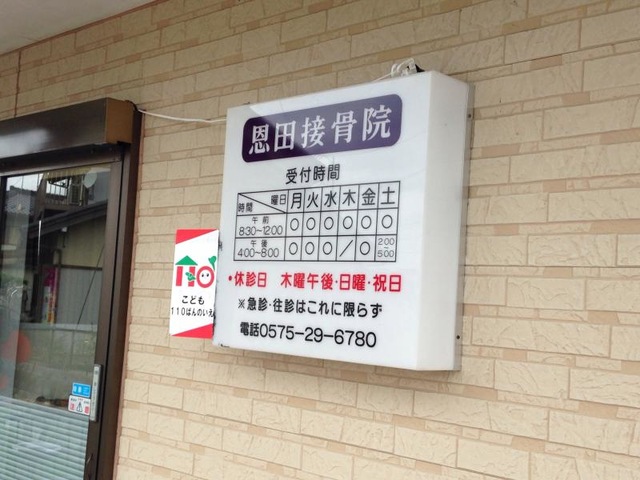 恩田接骨院
受付時間
時間 曜日 月 火 水 木 金 土
午前 8:30~12:00 ○ ○ ○ ○ ○ ○
午後 4:00~8:00 ○ ○ ○ / ○ 2:00~5:00
•休診日 木曜午後・日曜・祝日
※急診・往診はこれに限らず
電話0575-29-6780
110
こども
110ばんのいえ